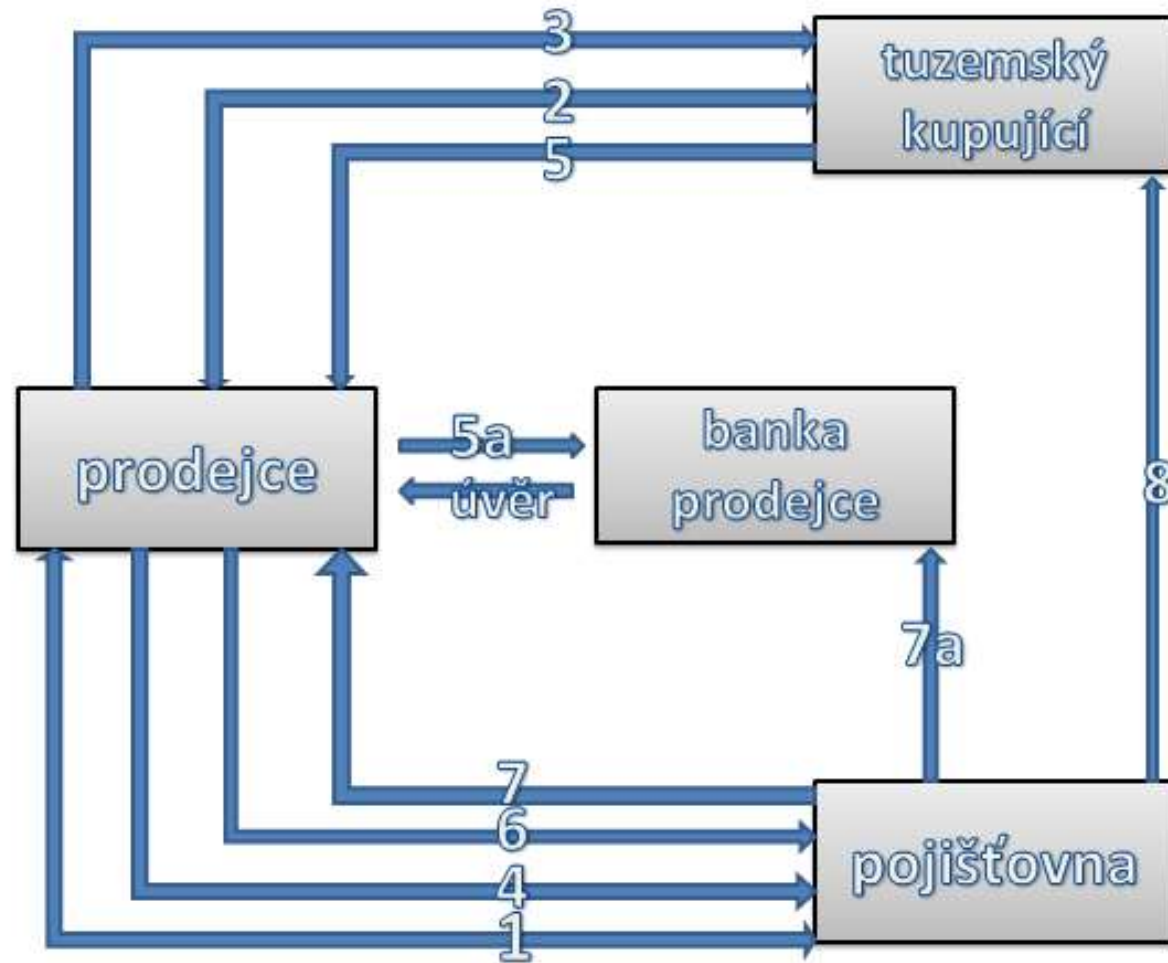 3
tuzemský
kupující
2
5
prodejce
5a
úvěr
banka
prodejce
8
7a
7
6
4
1
pojišťovna